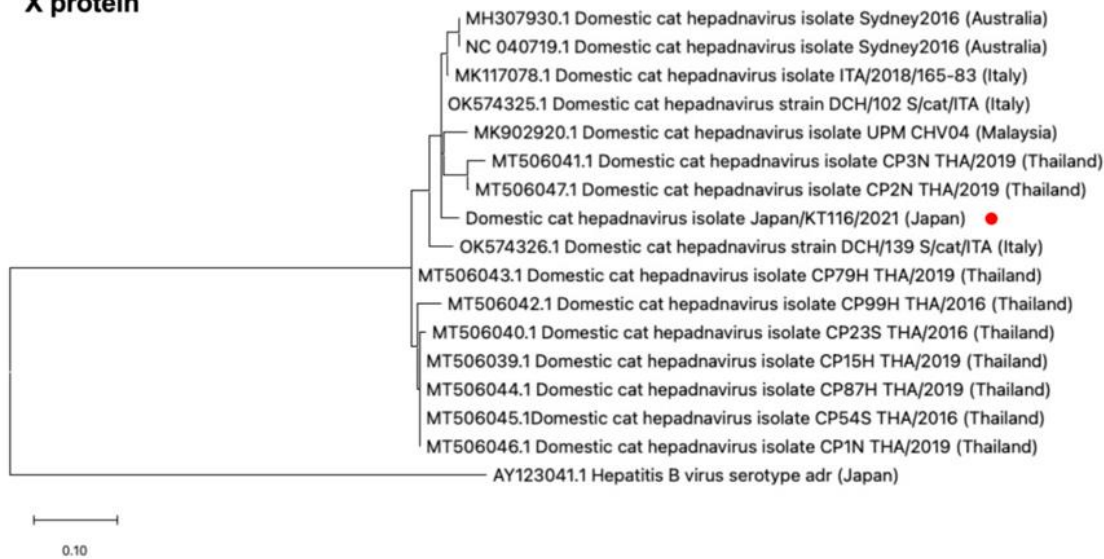 X protein
MH307930.1 Domestic cat hepadnavirus isolate Sydney2016 (Australia)
NC 040719.1 Domestic cat hepadnavirus isolate Sydney2016 (Australia)
MK117078.1 Domestic cat hepadnavirus isolate ITA/2018/165-83 (Italy)
OK574325.1 Domestic cat hepadnavirus strain DCH/102 S/cat/ITA (Italy)
MK902920.1 Domestic cat hepadnavirus isolate UPM CHV04 (Malaysia)
MT506041.1 Domestic cat hepadnavirus isolate CP3N THA/2019 (Thailand)
MT506047.1 Domestic cat hepadnavirus isolate CP2N THA/2019 (Thailand)
Domestic cat hepadnavirus isolate Japan/KT116/2021 (Japan)
OK574326.1 Domestic cat hepadnavirus strain DCH/139 S/cat/ITA (Italy)
MT506043.1 Domestic cat hepadnavirus isolate CP79H THA/2019 (Thailand)
MT506042.1 Domestic cat hepadnavirus isolate CP99H THA/2016 (Thailand)
MT506040.1 Domestic cat hepadnavirus isolate CP23S THA/2016 (Thailand)
MT506039.1 Domestic cat hepadnavirus isolate CP15H THA/2019 (Thailand)
MT506044.1 Domestic cat hepadnavirus isolate CP87H THA/2019 (Thailand)
MT506045.1Domestic cat hepadnavirus isolate CP54S THA/2016 (Thailand)
MT506046.1 Domestic cat hepadnavirus isolate CP1N THA/2019 (Thailand)
AY123041.1 Hepatitis B virus serotype adr (Japan)
0.10